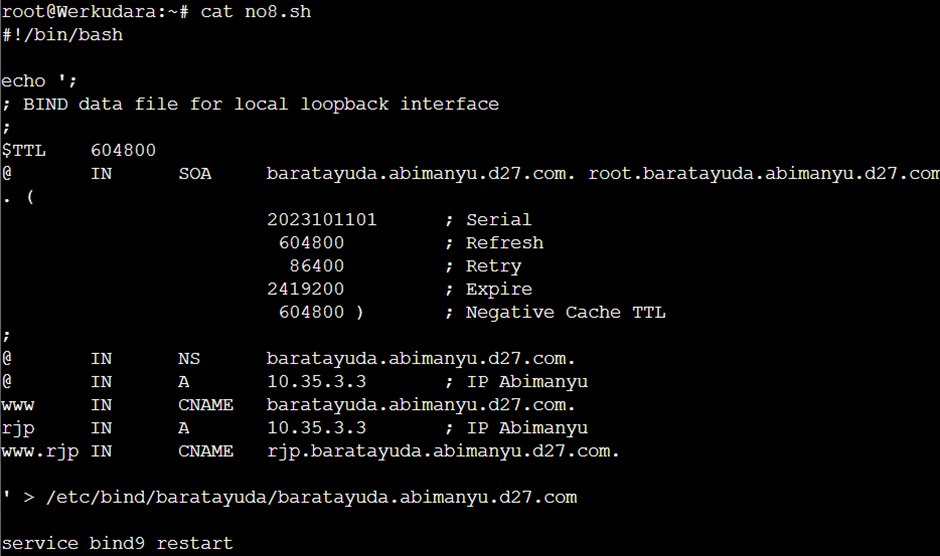 root@Werkudara:~# cat no8.sh
#!/bin/bash

echo ';
; BIND data file for local loopback interface
;
$TTL    604800
@       IN      SOA     baratayuda.abimanyu.d27.com. root.baratayuda.abimanyu.d27.com
. (
                        2023101101      ; Serial
                         604800         ; Refresh
                          86400         ; Retry
                        2419200         ; Expire
                         604800 )       ; Negative Cache TTL
;
@       IN      NS      baratayuda.abimanyu.d27.com.
@       IN      A       10.35.3.3       ; IP Abimanyu
www     IN      CNAME   baratayuda.abimanyu.d27.com.
rjp     IN      A       10.35.3.3       ; IP Abimanyu
www.rjp IN      CNAME   rjp.baratayuda.abimanyu.d27.com.

' > /etc/bind/baratayuda/baratayuda.abimanyu.d27.com

service bind9 restart